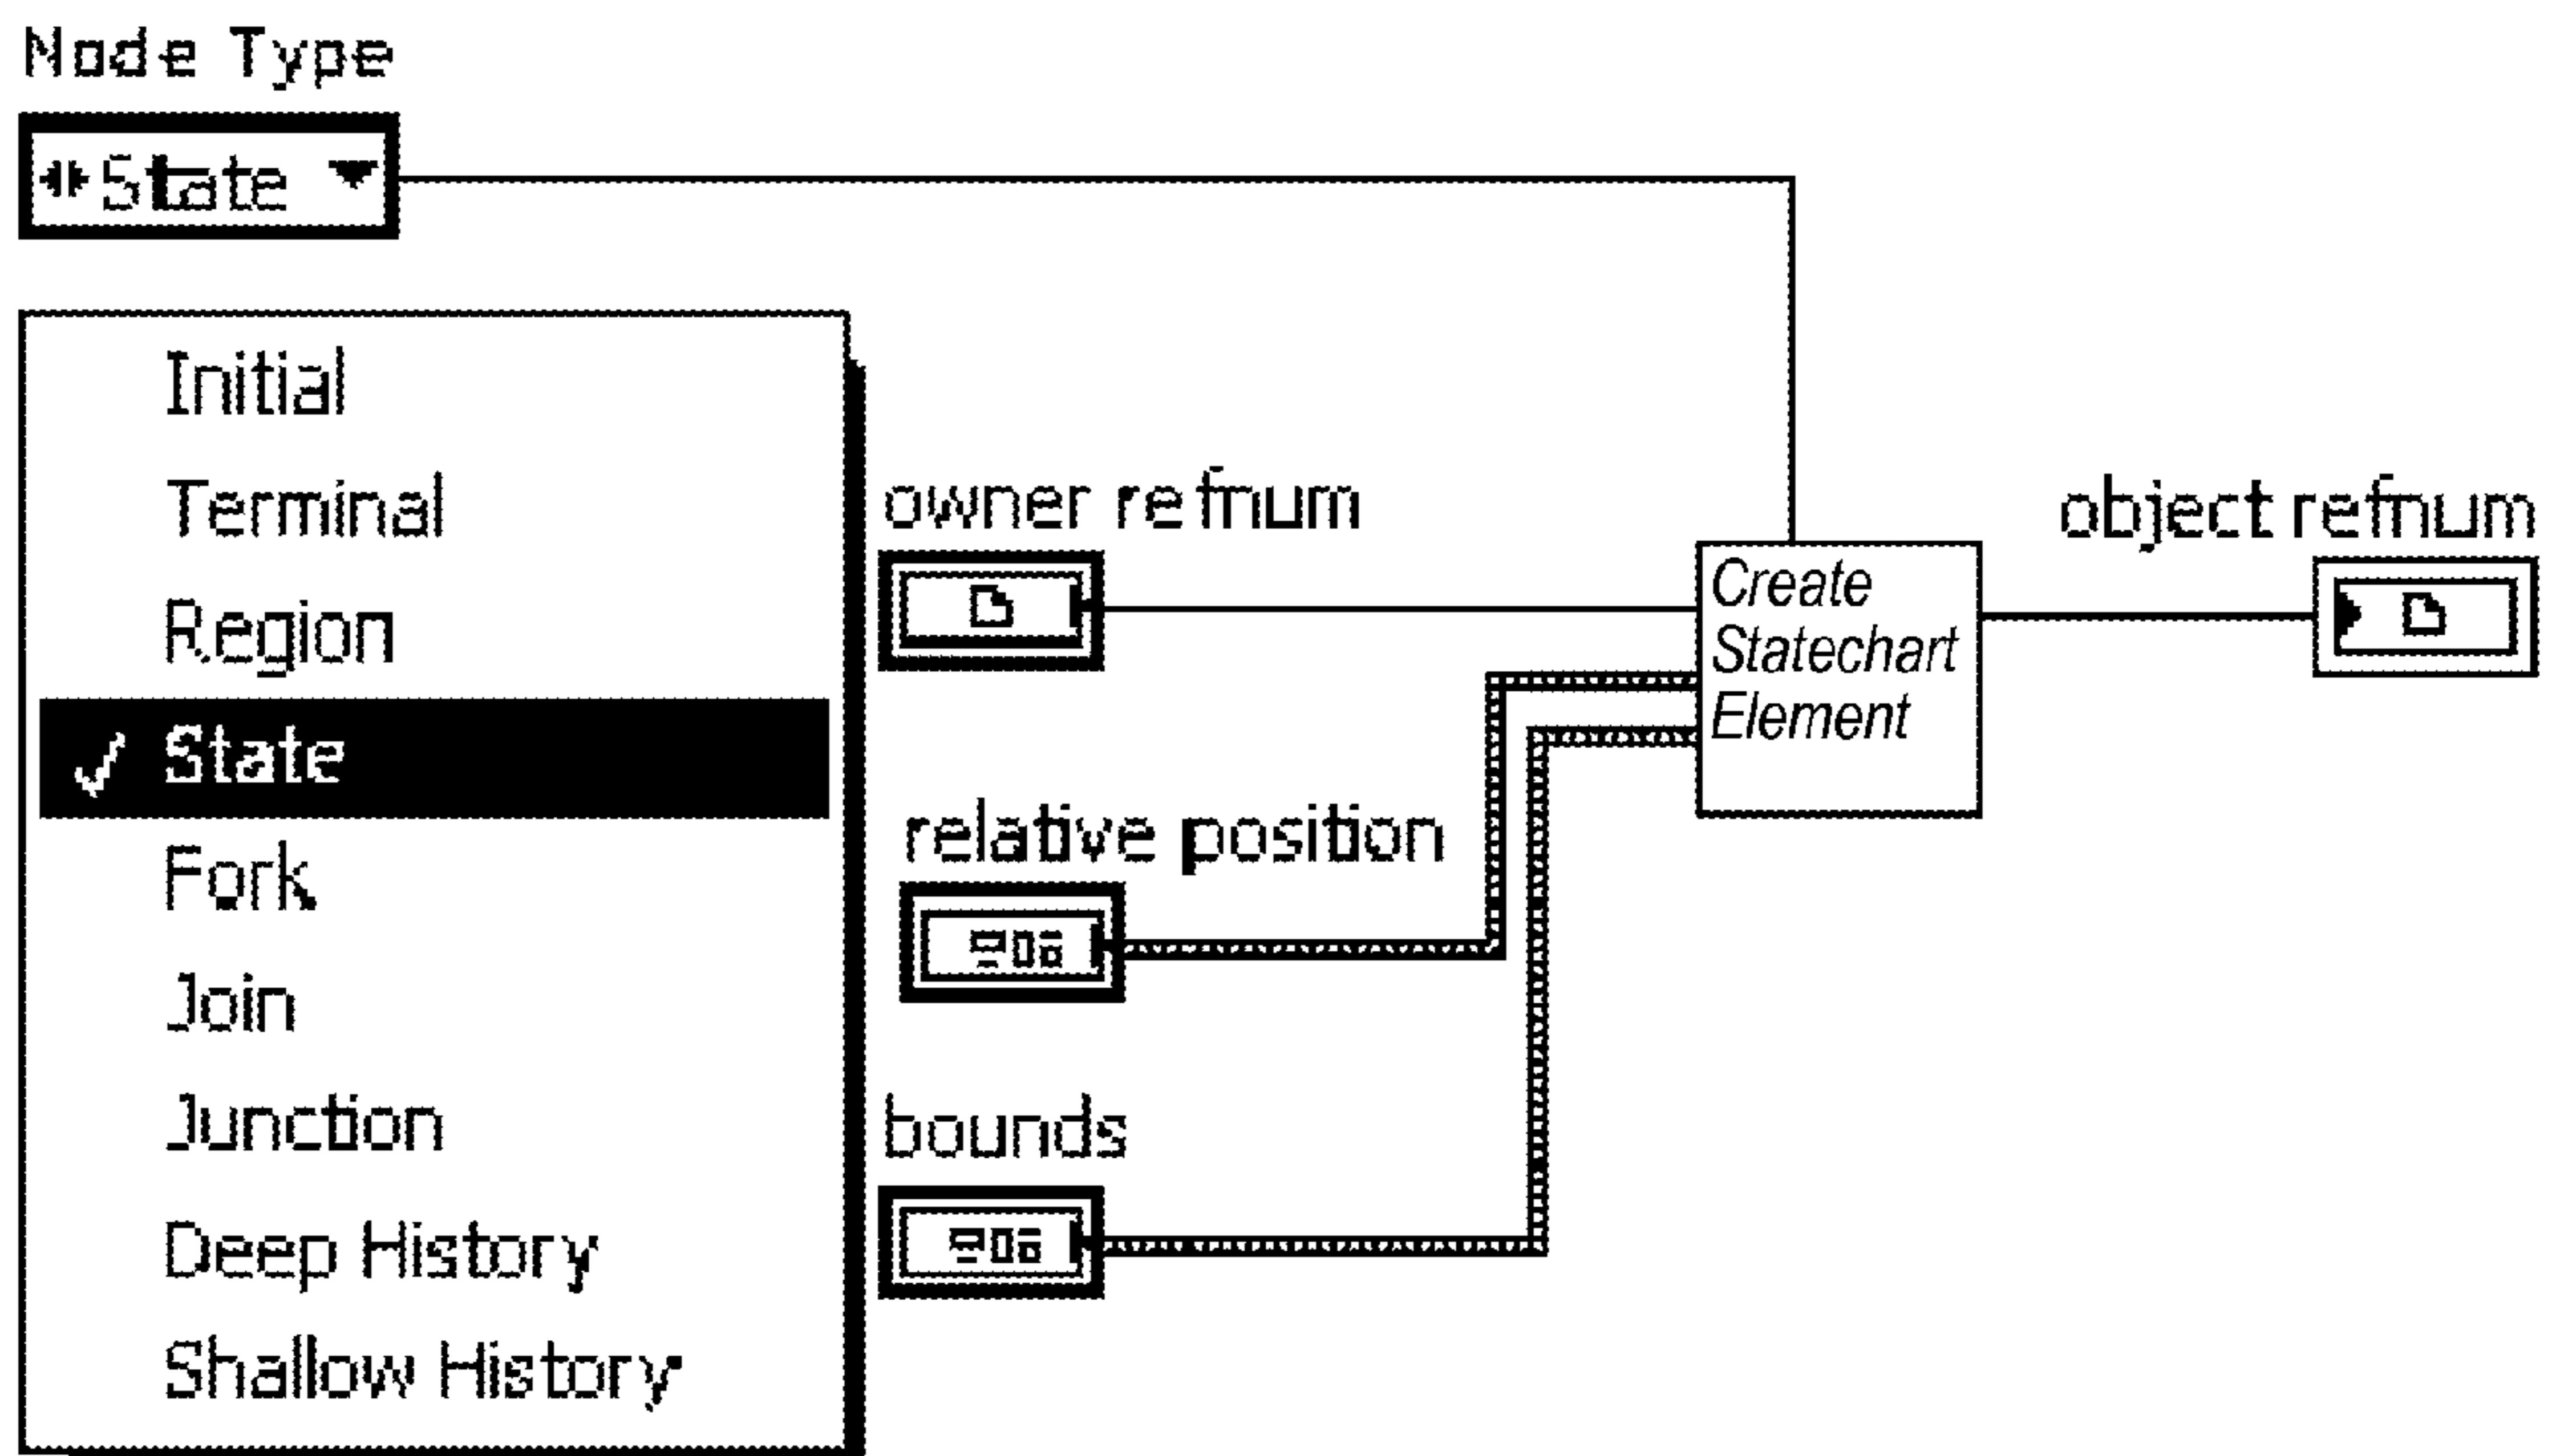 Node Type
State
Initial
Terminal
Region
State
Fork
Join
Junction
Deep History
Shallow History
owner refnum
relative position
bounds
Create
Statechart
Element
object refnum